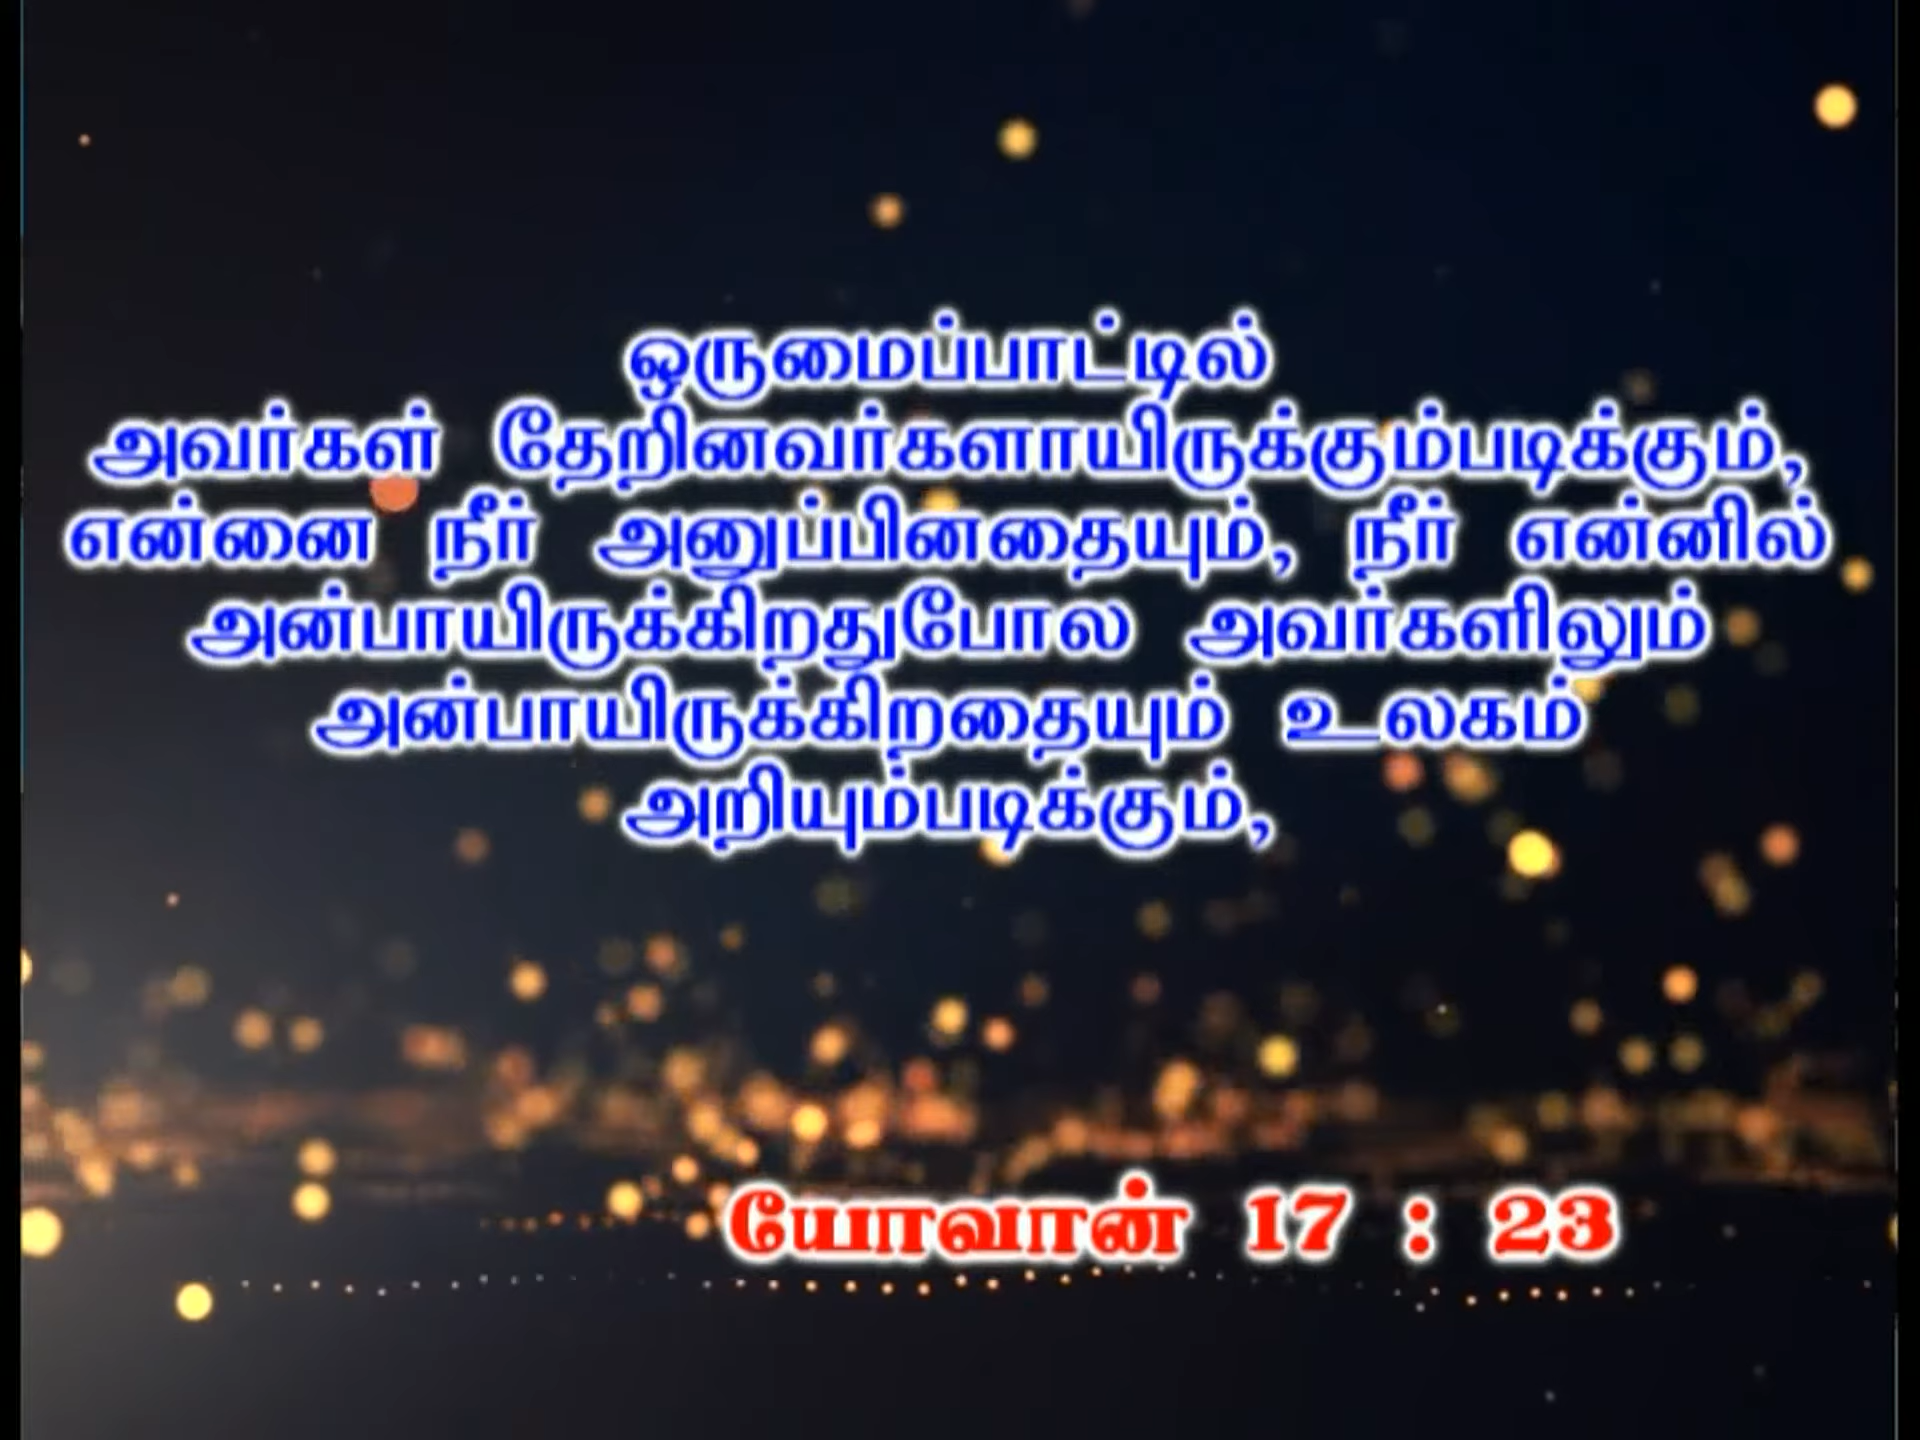 ஒருமைப்பாட்டில்
அவர்கள் தேறினவர்களாயிருக்கும்படிக்கும்,
என்னை நீர் அனுப்பினதையும், நீர் என்னில்
அன்பாயிருக்கிறதுபோல அவர்களிலும்
அன்பாயிருக்கிறதையும் உலகம்
அறியும்படிக்கும்,
யோவான் 17 : 23